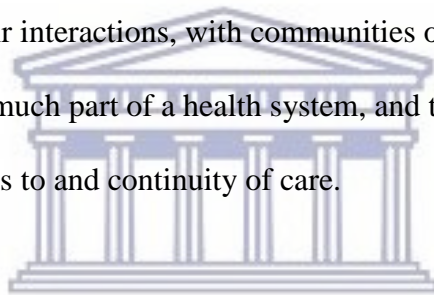 r interactions, with communities o
much part of a health system, and t
s to and continuity of care.